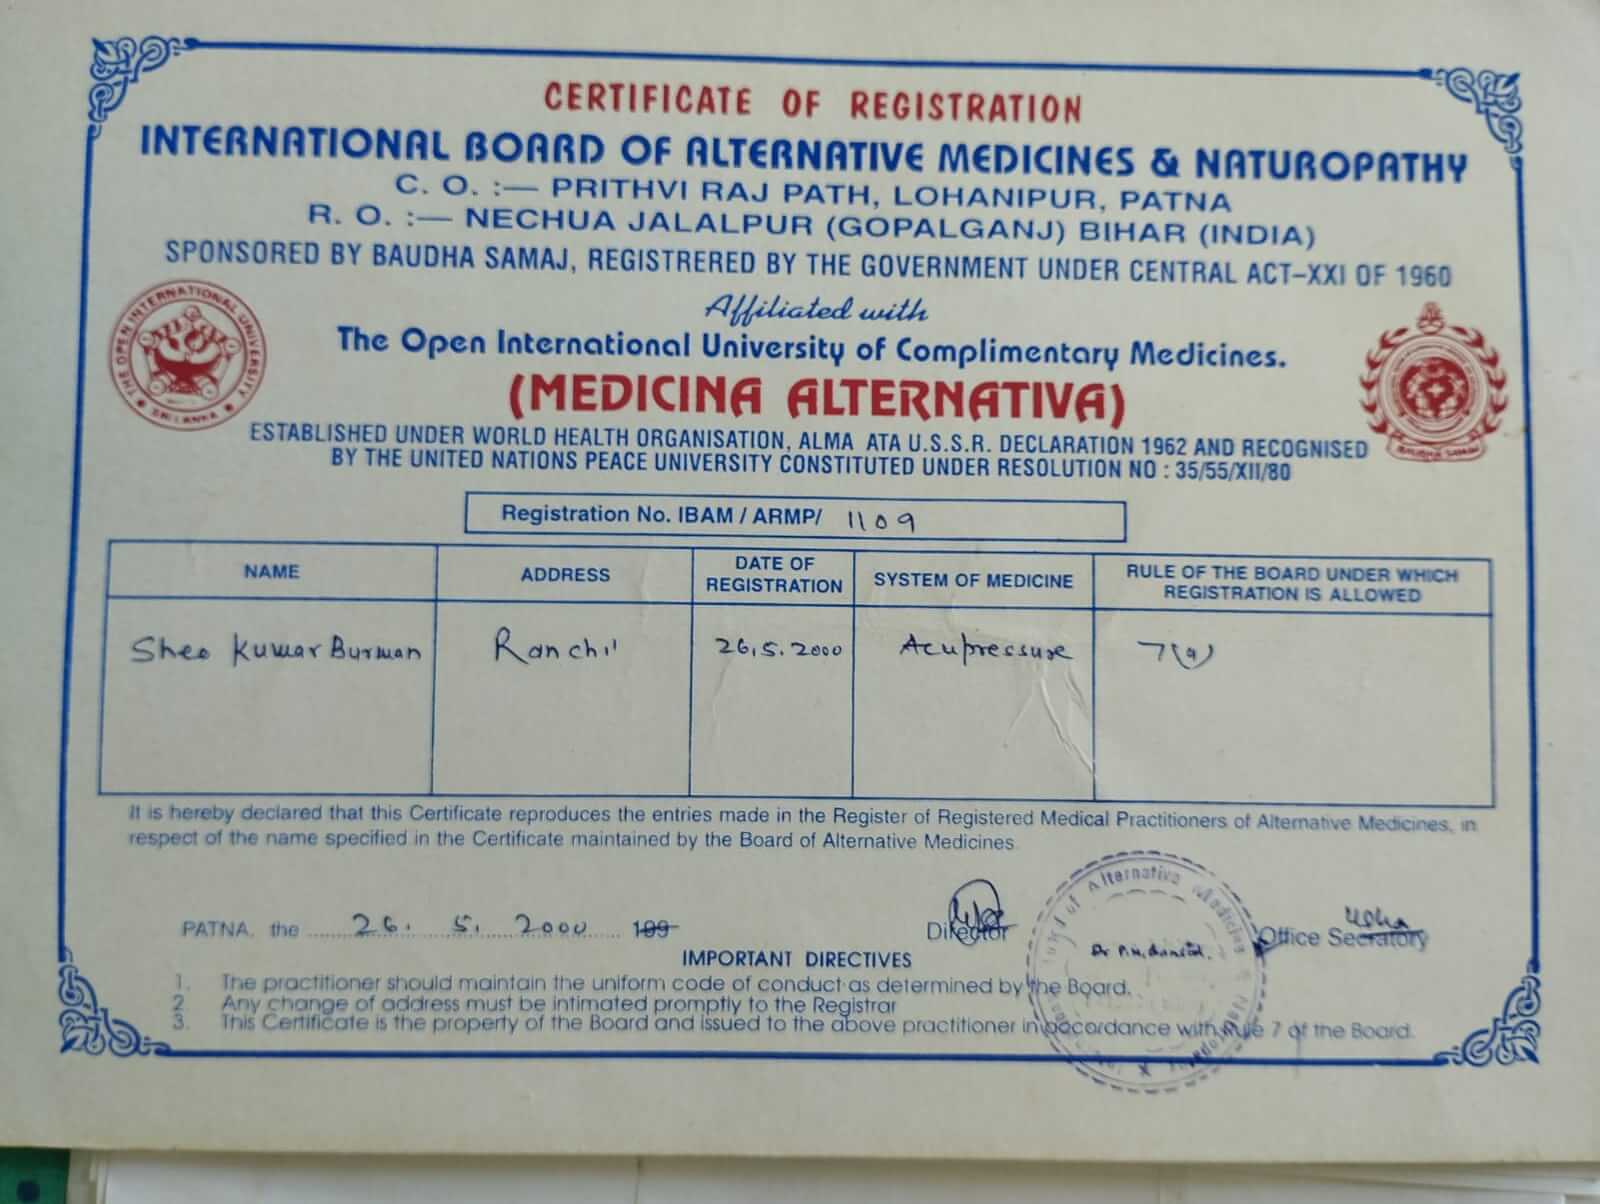 CERTIFICATE OF REGISTRATION
INTERNATIONAL BOARD OF ALTERNATIVE MEDICINES & NATUROPATHY
C. O. :— PRITHVI RAJ PATH, LOHANIPUR, PATNA
R. O. :— NECHUA JALALPUR (GOPALGANJ) BIHAR (INDIA)
SPONSORED BY BAUDHA SAMAJ, REGISTRERED BY THE GOVERNMENT UNDER CENTRAL ACT-XXI OF 1960
Affiliated with
The Open International University of Complimentary Medicines.
(MEDICINA ALTERNATIVA)
THE OPEN INTERNATIONAL UNIVERSITY
SRI LANKA
BAUDHA SAMAJ
ESTABLISHED UNDER WORLD HEALTH ORGANISATION, ALMA ATA U.S.S.R. DECLARATION 1962 AND RECOGNISED
BY THE UNITED NATIONS PEACE UNIVERSITY CONSTITUTED UNDER RESOLUTION NO : 35/55/XII/80
Registration No. IBAM / ARMP/ 1109
NAME ADDRESS DATE OF REGISTRATION SYSTEM OF MEDICINE RULE OF THE BOARD UNDER WHICH REGISTRATION IS ALLOWED
Sheo Kumar Burman Ranchi 26.5.2000 Acupressure 7(a)
It is hereby declared that this Certificate reproduces the entries made in the Register of Registered Medical Practitioners of Alternative Medicines, in
respect of the name specified in the Certificate maintained by the Board of Alternative Medicines.
PATNA, the 26. 5. 2000 199 Director Office Secratory
IMPORTANT DIRECTIVES
1. The practitioner should maintain the uniform code of conduct as determined by the Board.
2. Any change of address must be intimated promptly to the Registrar
3. This Certificate is the property of the Board and issued to the above practitioner in accordance with Rule 7 of the Board.